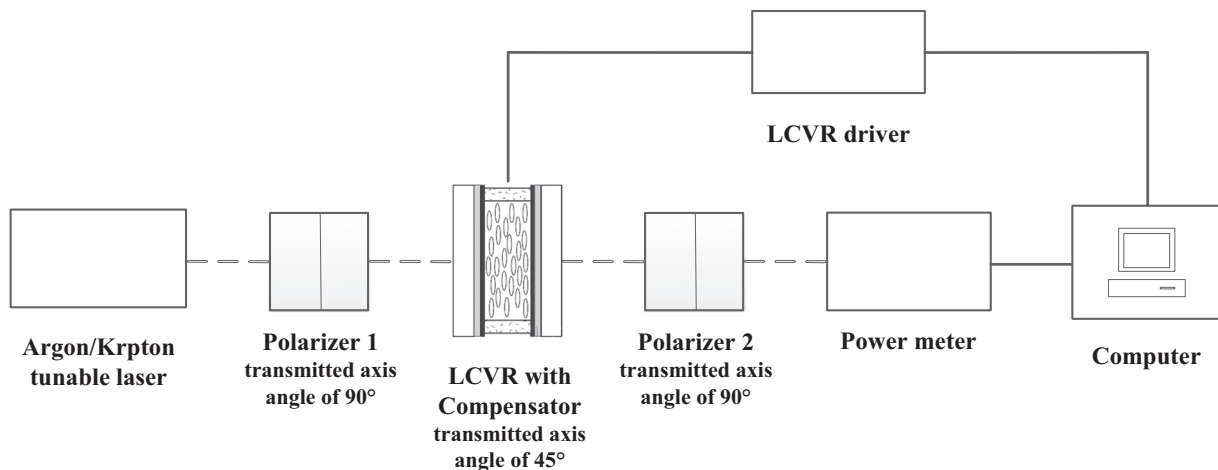 LCVR driver
Argon/Krpton
tunable laser
Polarizer 1
transmitted axis
angle of 90°
LCVR with
Compensator
transmitted axis
angle of 45°
Polarizer 2
transmitted axis
angle of 90°
Power meter
Computer